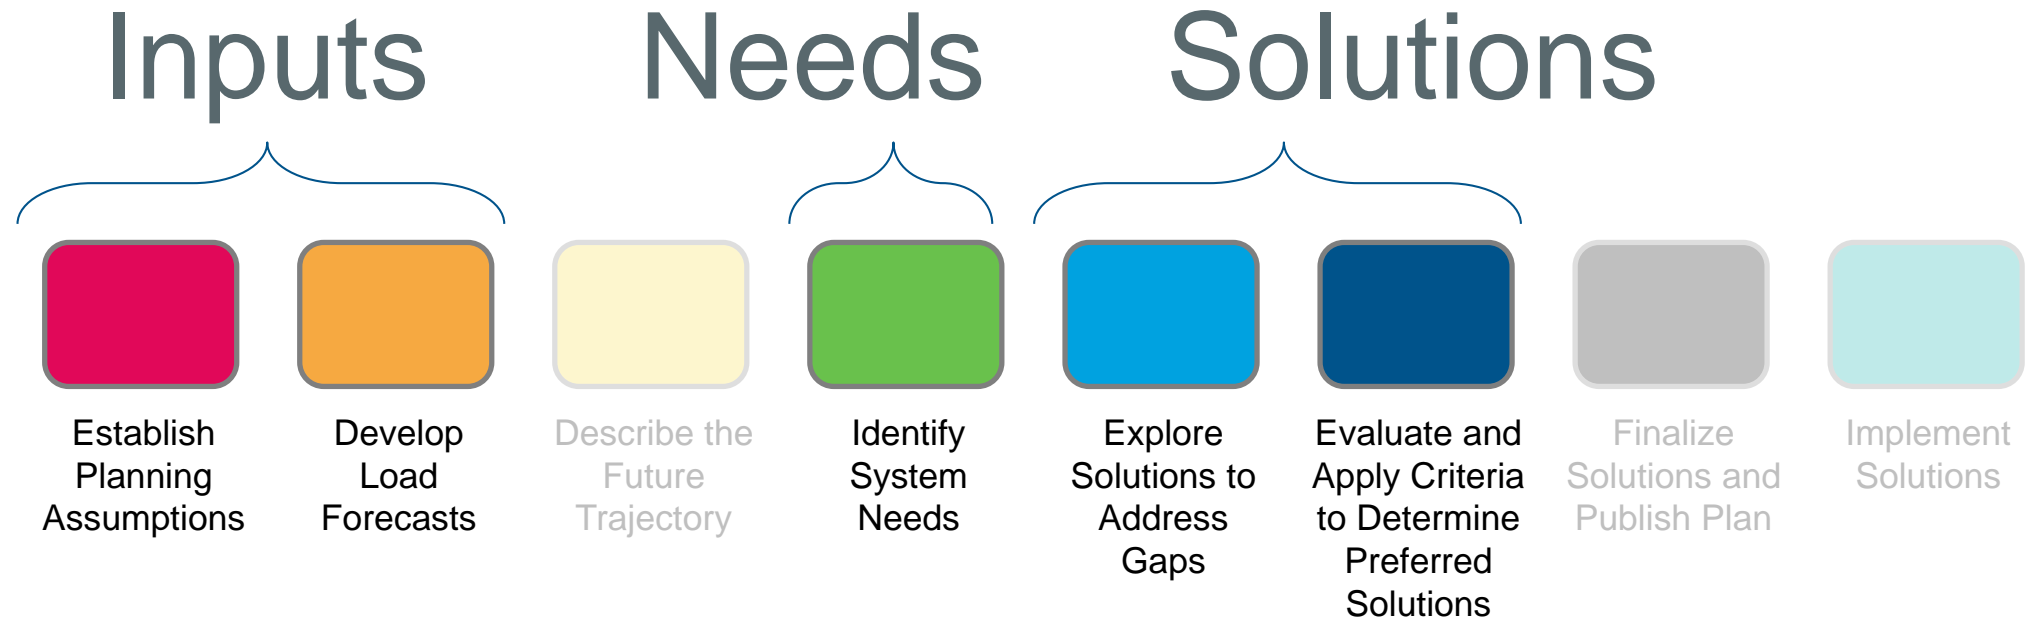 Inputs
Needs
Solutions
Establish
Planning
Assumptions
Develop
Load
Forecasts
Describe the
Future
Trajectory
Identify
System
Needs
Explore
Solutions to
Address
Gaps
Evaluate and
Apply Criteria
to Determine
Preferred
Solutions
Finalize
Solutions and
Publish Plan
Implement
Solutions